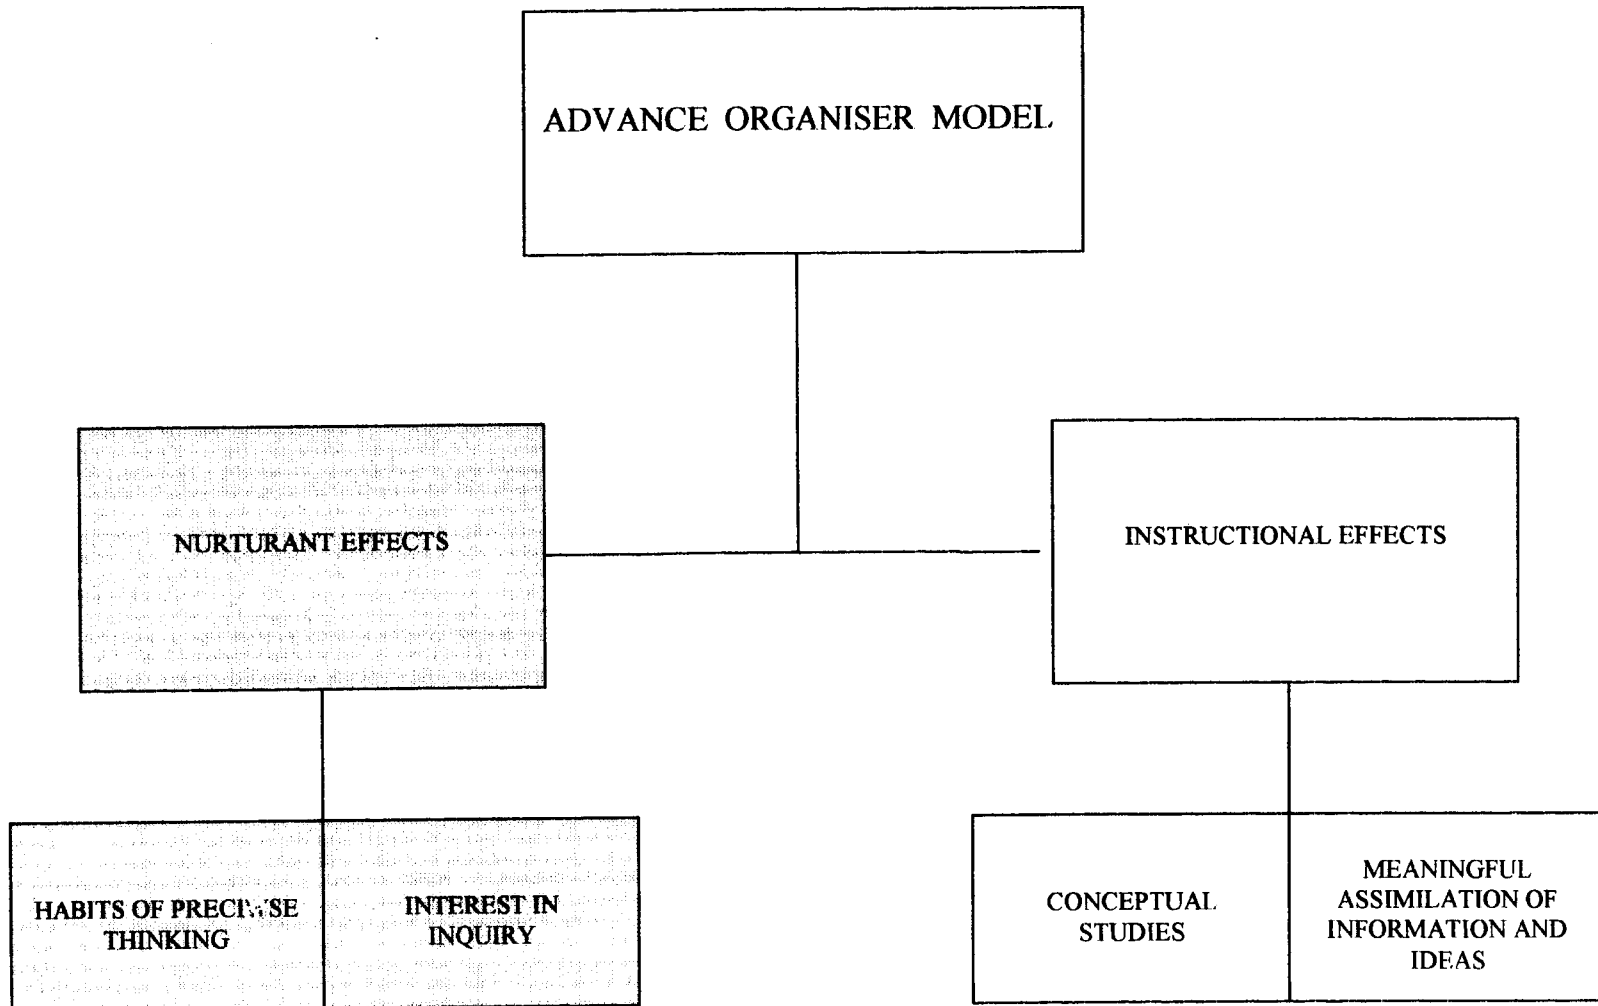 ADVANCE ORGANISER MODEL
NURTURANT EFFECTS
INSTRUCTIONAL EFFECTS
HABITS OF PRECISE
THINKING
INTEREST IN
INQUIRY
CONCEPTUAL
STUDIES
MEANINGFUL
ASSIMILATION OF
INFORMATION AND
IDEAS